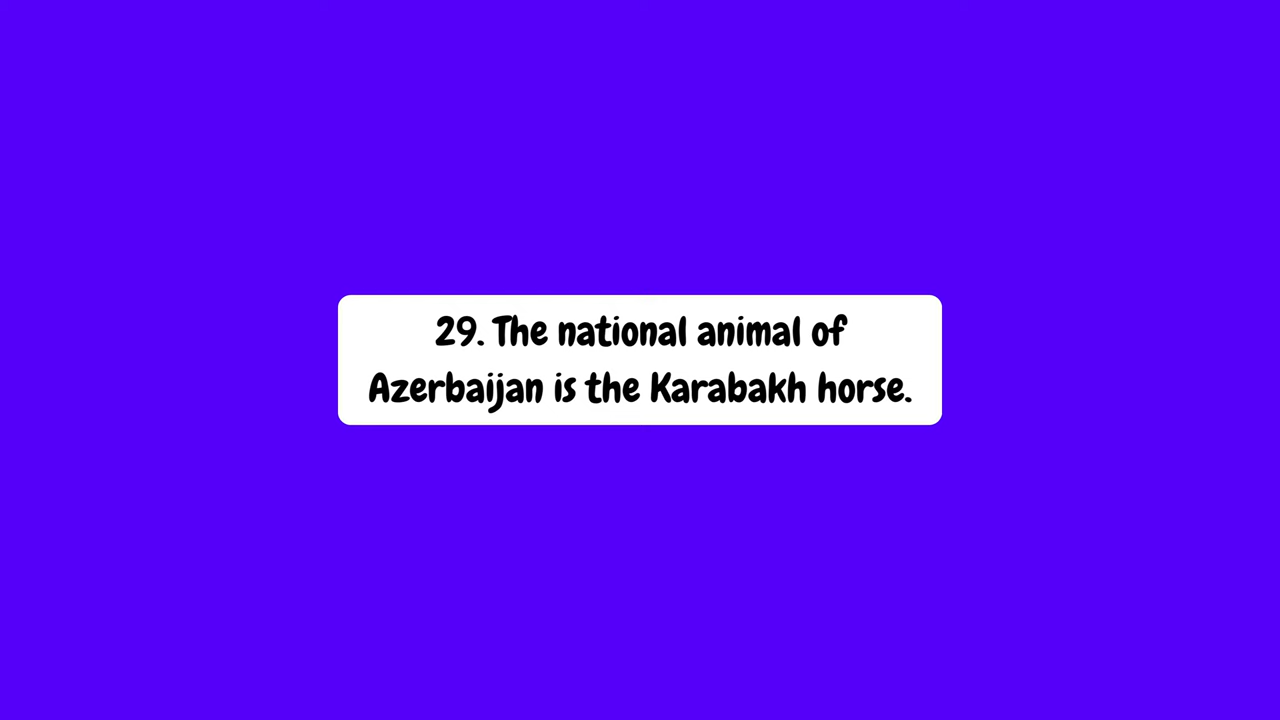 29. The national animal of
Azerbaijan is the Karabakh horse.